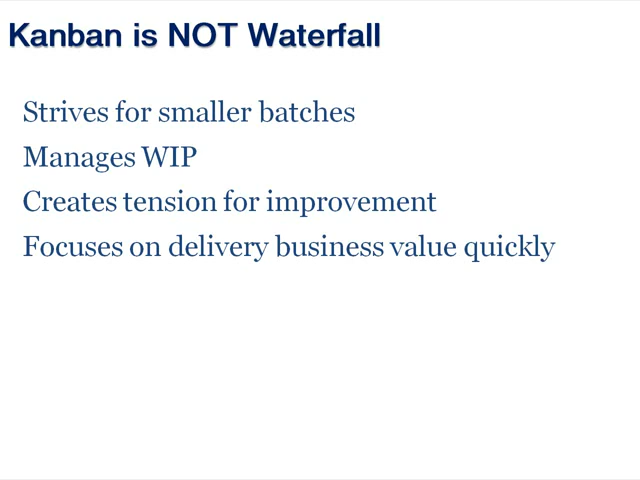 Kanban is NOT Waterfall
Strives for smaller batches
Manages WIP
Creates tension for improvement
Focuses on delivery business value quickly